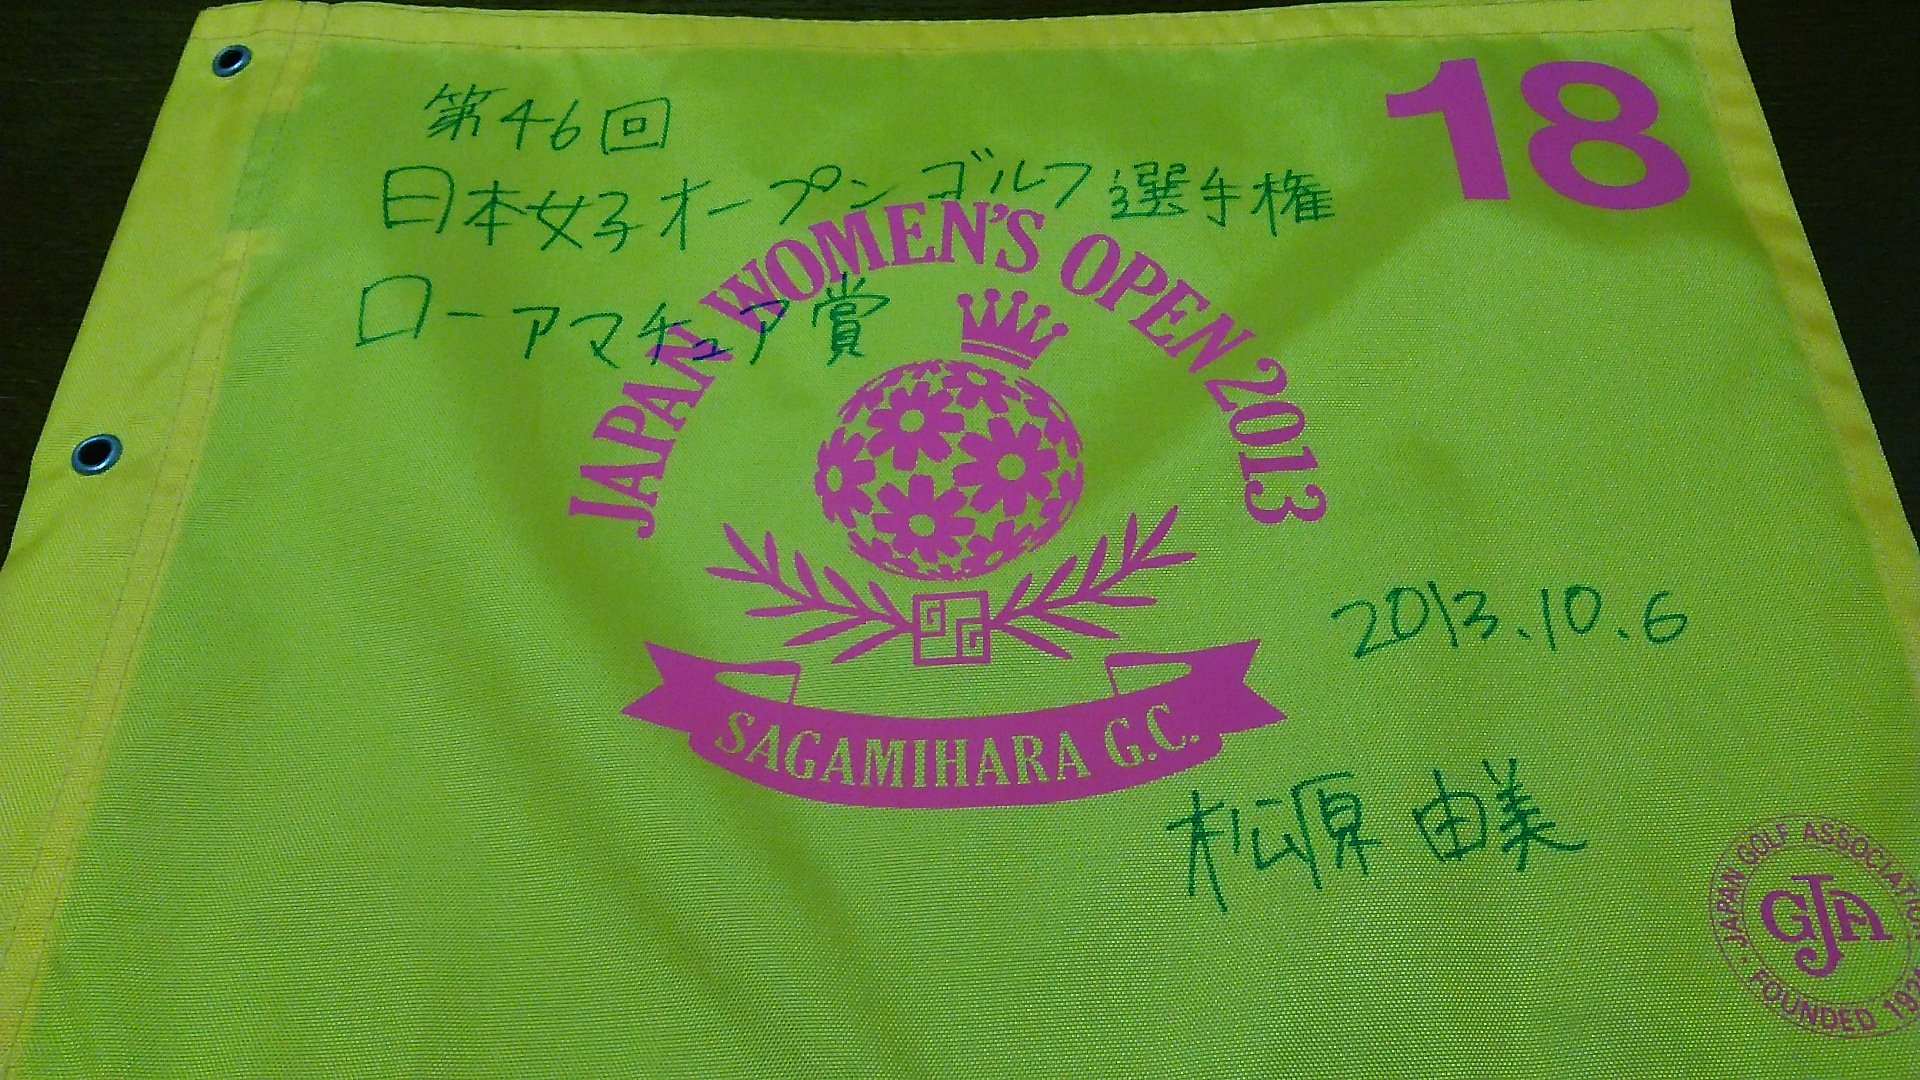 18
第46回
日本女子オープンゴルフ選手権
ローアマチュア賞
JAPAN WOMEN'S OPEN 2013
SAGAMIHARA G.C.
2013.10.6
松原 由美
JAPAN GOLF ASSOCIATION
JGA
FOUNDED